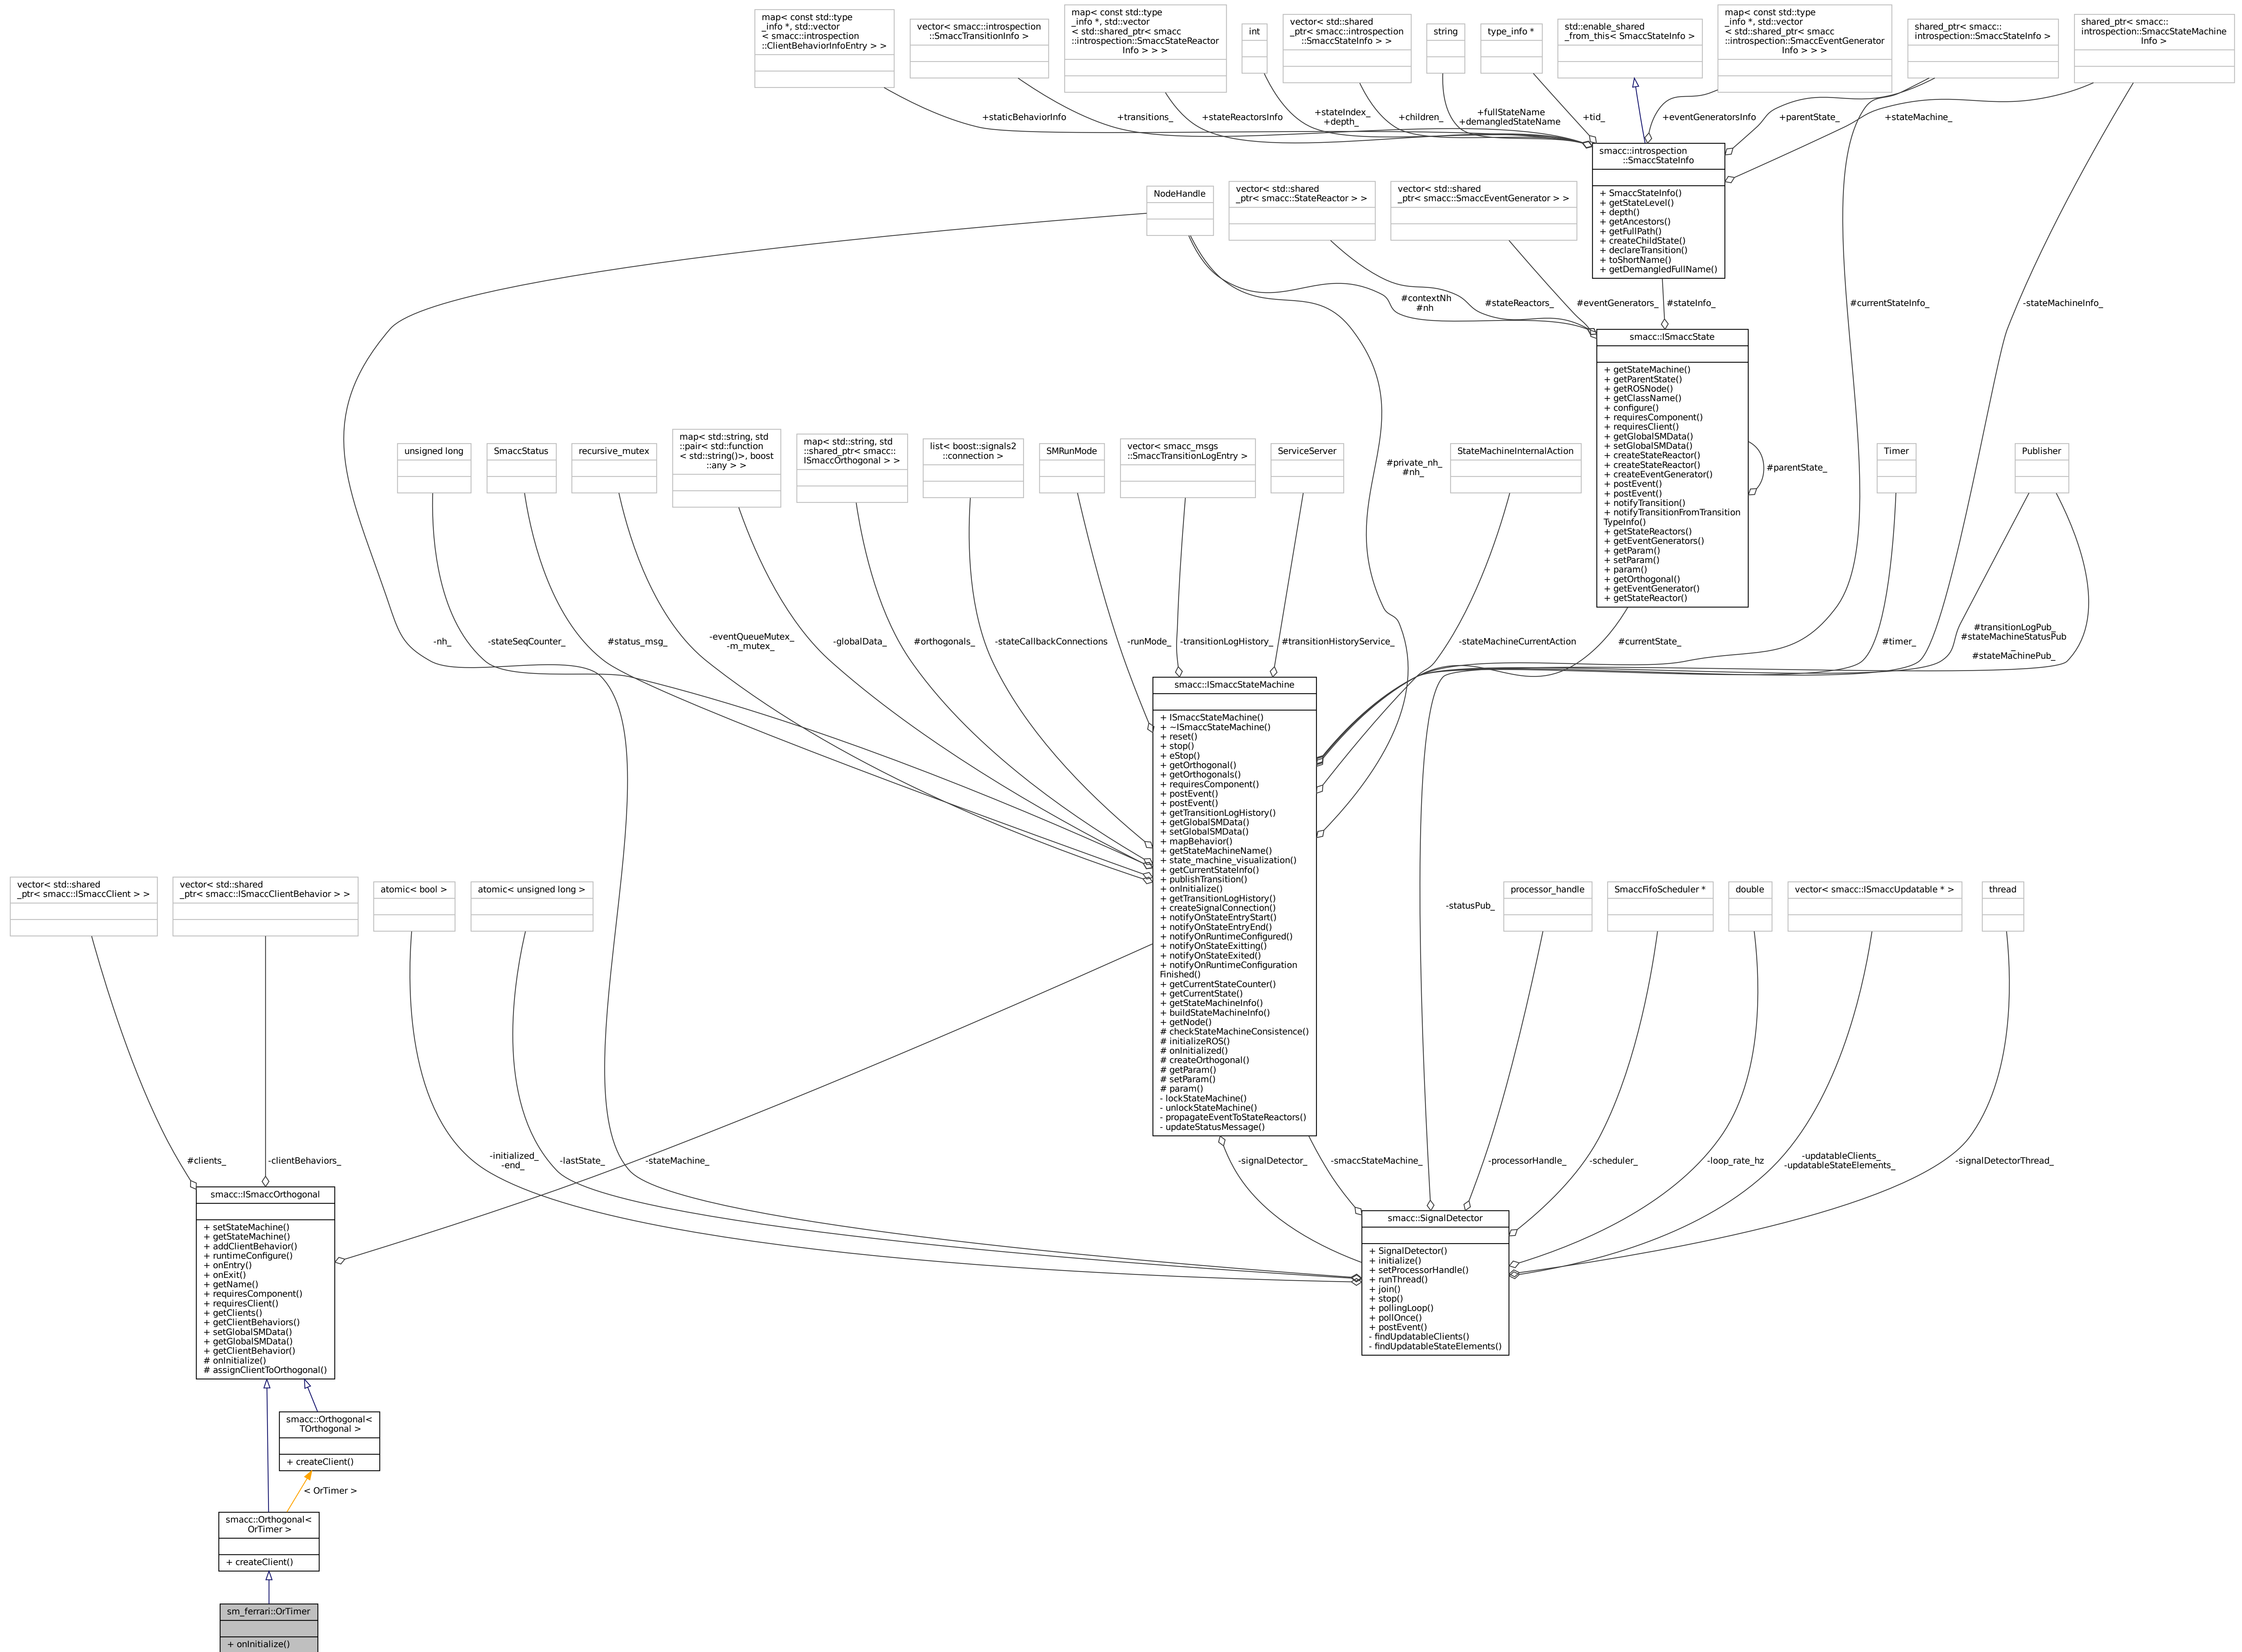 map< const std::type
_info *, std::vector
< smacc::introspection
::ClientBehaviorInfoEntry > >
vector< smacc::introspection
::SmaccTransitionInfo >
map< const std::type
_info *, std::vector
< std::shared_ptr< smacc
::introspection::SmaccStateReactor
Info > > >
int
vector< std::shared
_ptr< smacc::introspection
::SmaccStateInfo > >
string
type_info *
std::enable_shared
_from_this< SmaccStateInfo >
map< const std::type
_info *, std::vector
< std::shared_ptr< smacc
::introspection::SmaccEventGenerator
Info > > >
shared_ptr< smacc::
introspection::SmaccStateInfo >
shared_ptr< smacc::
introspection::SmaccStateMachine
Info >
+staticBehaviorInfo
+transitions_
+stateReactorsInfo
+stateIndex_
+depth_
+children_
+fullStateName
+demangledStateName
+tid_
+eventGeneratorsInfo
+parentState_
+stateMachine_
smacc::introspection
::SmaccStateInfo
+ SmaccStateInfo()
+ getStateLevel()
+ depth()
+ getAncestors()
+ getFullPath()
+ createChildState()
+ declareTransition()
+ toShortName()
+ getDemangledFullName()
NodeHandle
vector< std::shared
_ptr< smacc::StateReactor > >
vector< std::shared
_ptr< smacc::SmaccEventGenerator > >
#contextNh
#nh
#stateReactors_
#eventGenerators_
#stateInfo_
#currentStateInfo_
-stateMachineInfo_
smacc::ISmaccState
+ getStateMachine()
+ getParentState()
+ getROSNode()
+ getClassName()
+ configure()
+ requiresComponent()
+ requiresClient()
+ getGlobalSMData()
+ setGlobalSMData()
+ createStateReactor()
+ createStateReactor()
+ createEventGenerator()
+ postEvent()
+ postEvent()
+ notifyTransition()
+ notifyTransitionFromTransition
TypeInfo()
+ getStateReactors()
+ getEventGenerators()
+ getParam()
+ setParam()
+ param()
+ getOrthogonal()
+ getEventGenerator()
+ getStateReactor()
#parentState_
unsigned long
SmaccStatus
recursive_mutex
map< std::string, std
::pair< std::function
< std::string()>, boost
::any > >
map< std::string, std
::shared_ptr< smacc::
ISmaccOrthogonal > >
list< boost::signals2
::connection >
SMRunMode
vector< smacc_msgs
::SmaccTransitionLogEntry >
ServiceServer
#private_nh_
#nh_
StateMachineInternalAction
Timer
Publisher
-nh_
-stateSeqCounter_
#status_msg_
-eventQueueMutex_
-m_mutex_
-globalData_
#orthogonals_
-stateCallbackConnections
-runMode_
-transitionLogHistory_
#transitionHistoryService_
-stateMachineCurrentAction
#currentState_
#timer_
#transitionLogPub_
#stateMachineStatusPub
_
#stateMachinePub_
smacc::ISmaccStateMachine
+ ISmaccStateMachine()
+ ~ISmaccStateMachine()
+ reset()
+ stop()
+ eStop()
+ getOrthogonal()
+ getOrthogonals()
+ requiresComponent()
+ postEvent()
+ postEvent()
+ getTransitionLogHistory()
+ getGlobalSMData()
+ setGlobalSMData()
+ mapBehavior()
+ getStateMachineName()
+ state_machine_visualization()
+ getCurrentStateInfo()
+ publishTransition()
+ onInitialize()
+ getTransitionLogHistory()
+ createSignalConnection()
+ notifyOnStateEntryStart()
+ notifyOnStateEntryEnd()
+ notifyOnRuntimeConfigured()
+ notifyOnStateExitting()
+ notifyOnStateExited()
+ notifyOnRuntimeConfiguration
Finished()
+ getCurrentStateCounter()
+ getCurrentState()
+ getStateMachineInfo()
+ buildStateMachineInfo()
+ getNode()
# checkStateMachineConsistence()
# initializeROS()
# onInitialized()
# createOrthogonal()
# getParam()
# setParam()
# param()
- lockStateMachine()
- unlockStateMachine()
- propagateEventToStateReactors()
- updateStatusMessage()
vector< std::shared
_ptr< smacc::ISmaccClient > >
vector< std::shared
_ptr< smacc::ISmaccClientBehavior > >
atomic< bool >
atomic< unsigned long >
-statusPub_
processor_handle
SmaccFifoScheduler *
double
vector< smacc::ISmaccUpdatable * >
thread
#clients_
-clientBehaviors_
-initialized_
-end_
-lastState_
-stateMachine_
-signalDetector_
-smaccStateMachine_
-processorHandle_
-scheduler_
-loop_rate_hz
-updatableClients_
-updatableStateElements_
-signalDetectorThread_
smacc::ISmaccOrthogonal
+ setStateMachine()
+ getStateMachine()
+ addClientBehavior()
+ runtimeConfigure()
+ onEntry()
+ onExit()
+ getName()
+ requiresComponent()
+ requiresClient()
+ getClients()
+ getClientBehaviors()
+ setGlobalSMData()
+ getGlobalSMData()
+ getClientBehavior()
# onInitialize()
# assignClientToOrthogonal()
smacc::SignalDetector
+ SignalDetector()
+ initialize()
+ setProcessorHandle()
+ runThread()
+ join()
+ stop()
+ pollingLoop()
+ pollOnce()
+ postEvent()
- findUpdatableClients()
- findUpdatableStateElements()
smacc::Orthogonal<
TOrthogonal >
+ createClient()
< OrTimer >
smacc::Orthogonal<
OrTimer >
+ createClient()
sm_ferrari::OrTimer
+ onInitialize()